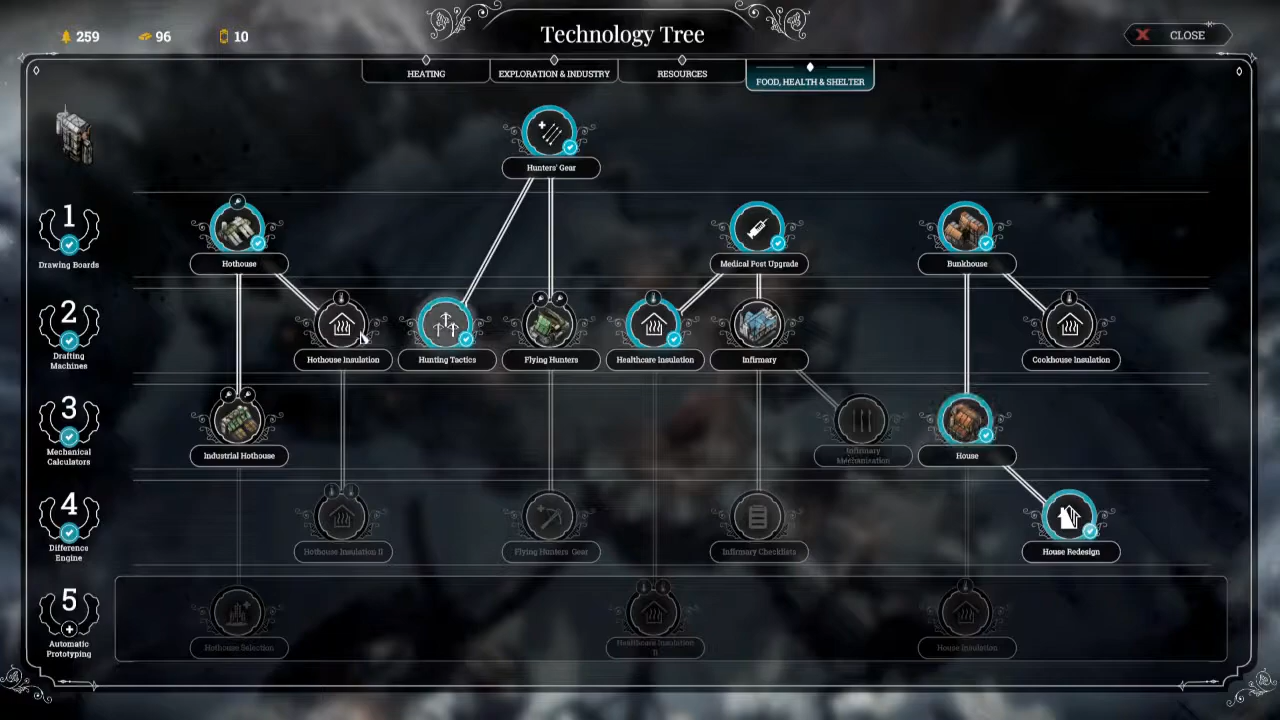 259 96 10
Technology Tree
CLOSE
HEATING EXPLORATION & INDUSTRY RESOURCES FOOD, HEALTH & SHELTER
Hunters' Gear
1
Drawing Boards
Hothouse Medical Post Upgrade Bunkhouse
2
Drafting
Machines
Hothouse Insulation Hunting Tactics Flying Hunters Healthcare Insulation Infirmary Cookhouse Insulation
3
Mechanical
Calculators
Industrial Hothouse Infirmary House
Mechanisation
4
Difference
Engine
Hothouse Insulation II Flying Hunters' Gear Infirmary Checklists House Redesign
5
Automatic
Prototyping
Hothouse Selection Healthcare Insulation House Insulation
II